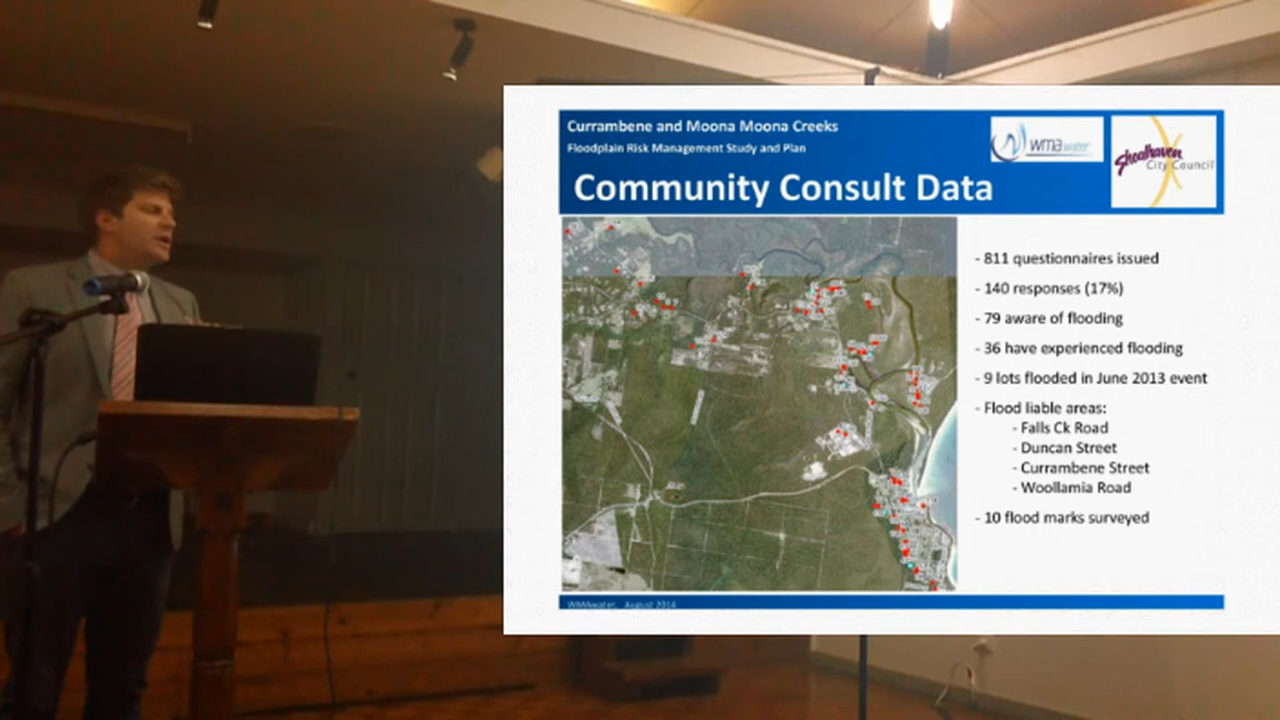 Currambene and Moona Moona Creeks
Floodplain Risk Management Study and Plan
Community Consult Data
wma water
Shoalhaven
City Council
- 811 questionnaires issued
- 140 responses (17%)
- 79 aware of flooding
- 36 have experienced flooding
- 9 lots flooded in June 2013 event
- Flood liable areas:
- Falls Ck Road
- Duncan Street
- Currambene Street
- Woollamia Road
- 10 flood marks surveyed
WMAwater, August 2014